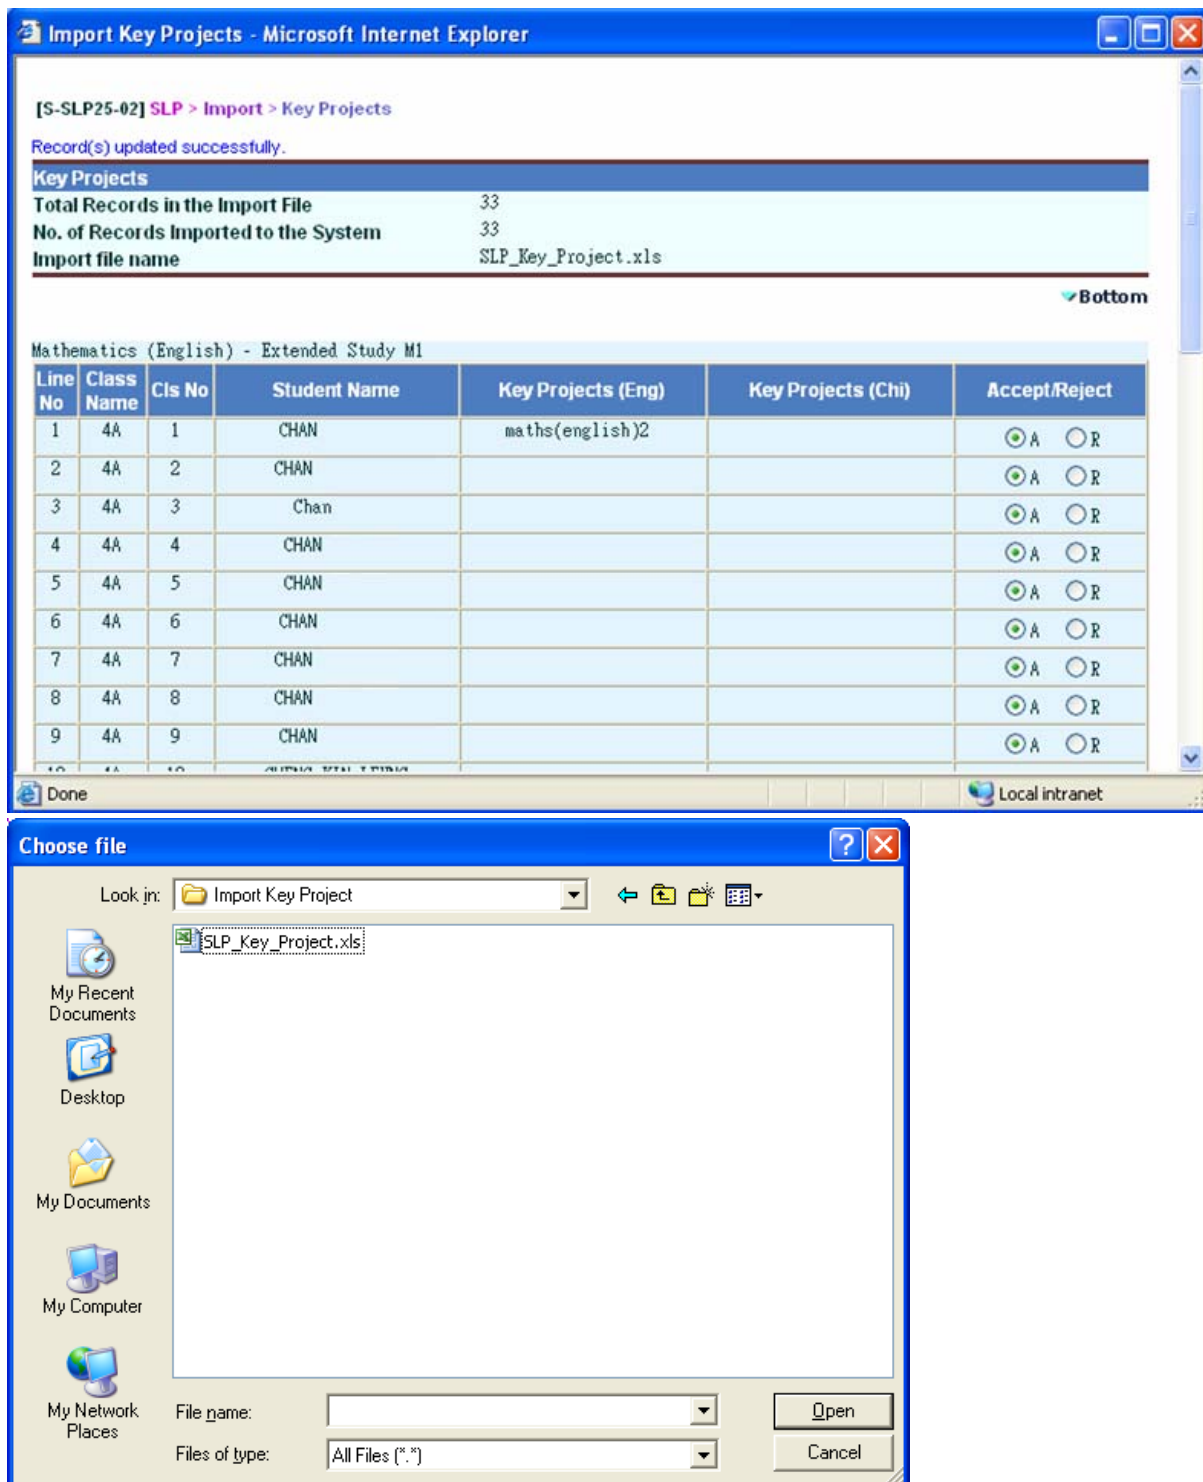 Import Key Projects - Microsoft Internet Explorer
[S-SLP25-02] SLP > Import > Key Projects
Record(s) updated successfully.
Key Projects
Total Records in the Import File 33
No. of Records Imported to the System 33
Import file name SLP_Key_Project.xls
Bottom
Mathematics (English) - Extended Study M1
Line No Class Name Cls No Student Name Key Projects (Eng) Key Projects (Chi) Accept/Reject
1 4A 1 CHAN maths(english)2 A R
2 4A 2 CHAN A R
3 4A 3 Chan A R
4 4A 4 CHAN A R
5 4A 5 CHAN A R
6 4A 6 CHAN A R
7 4A 7 CHAN A R
8 4A 8 CHAN A R
9 4A 9 CHAN A R
Done Local intranet
Choose file
Look in: Import Key Project
SLP_Key_Project.xls
My Recent
Documents
Desktop
My Documents
My Computer
My Network
Places
File name: Open
Files of type: All Files (*.*) Cancel